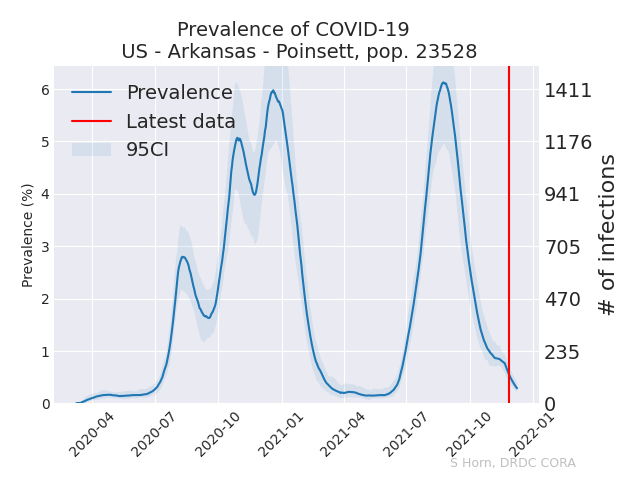 Prevalence of COVID-19
US - Arkansas - Poinsett, pop. 23528
Prevalence
Latest data
95CI
Prevalence (%)
6
5
4
3
2
1
0
1411
1176
941
705
470
235
0
# of infections
2020-04
2020-07
2020-10
2021-01
2021-04
2021-07
2021-10
2022-01
S Horn, DRDC CORA